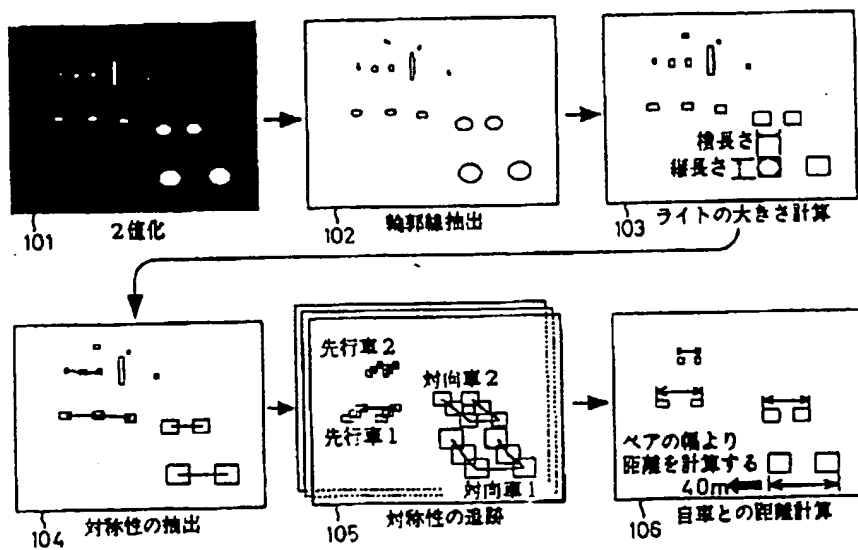 101
2値化
102
輪郭線抽出
横長さ
縦長さ
103
ライトの大きさ計算
104
対称性の抽出
先行車2
対向車2
先行車1
対向車1
105
対称性の追跡
ペアの幅より
距離を計算する
40m
106
自車との距離計算